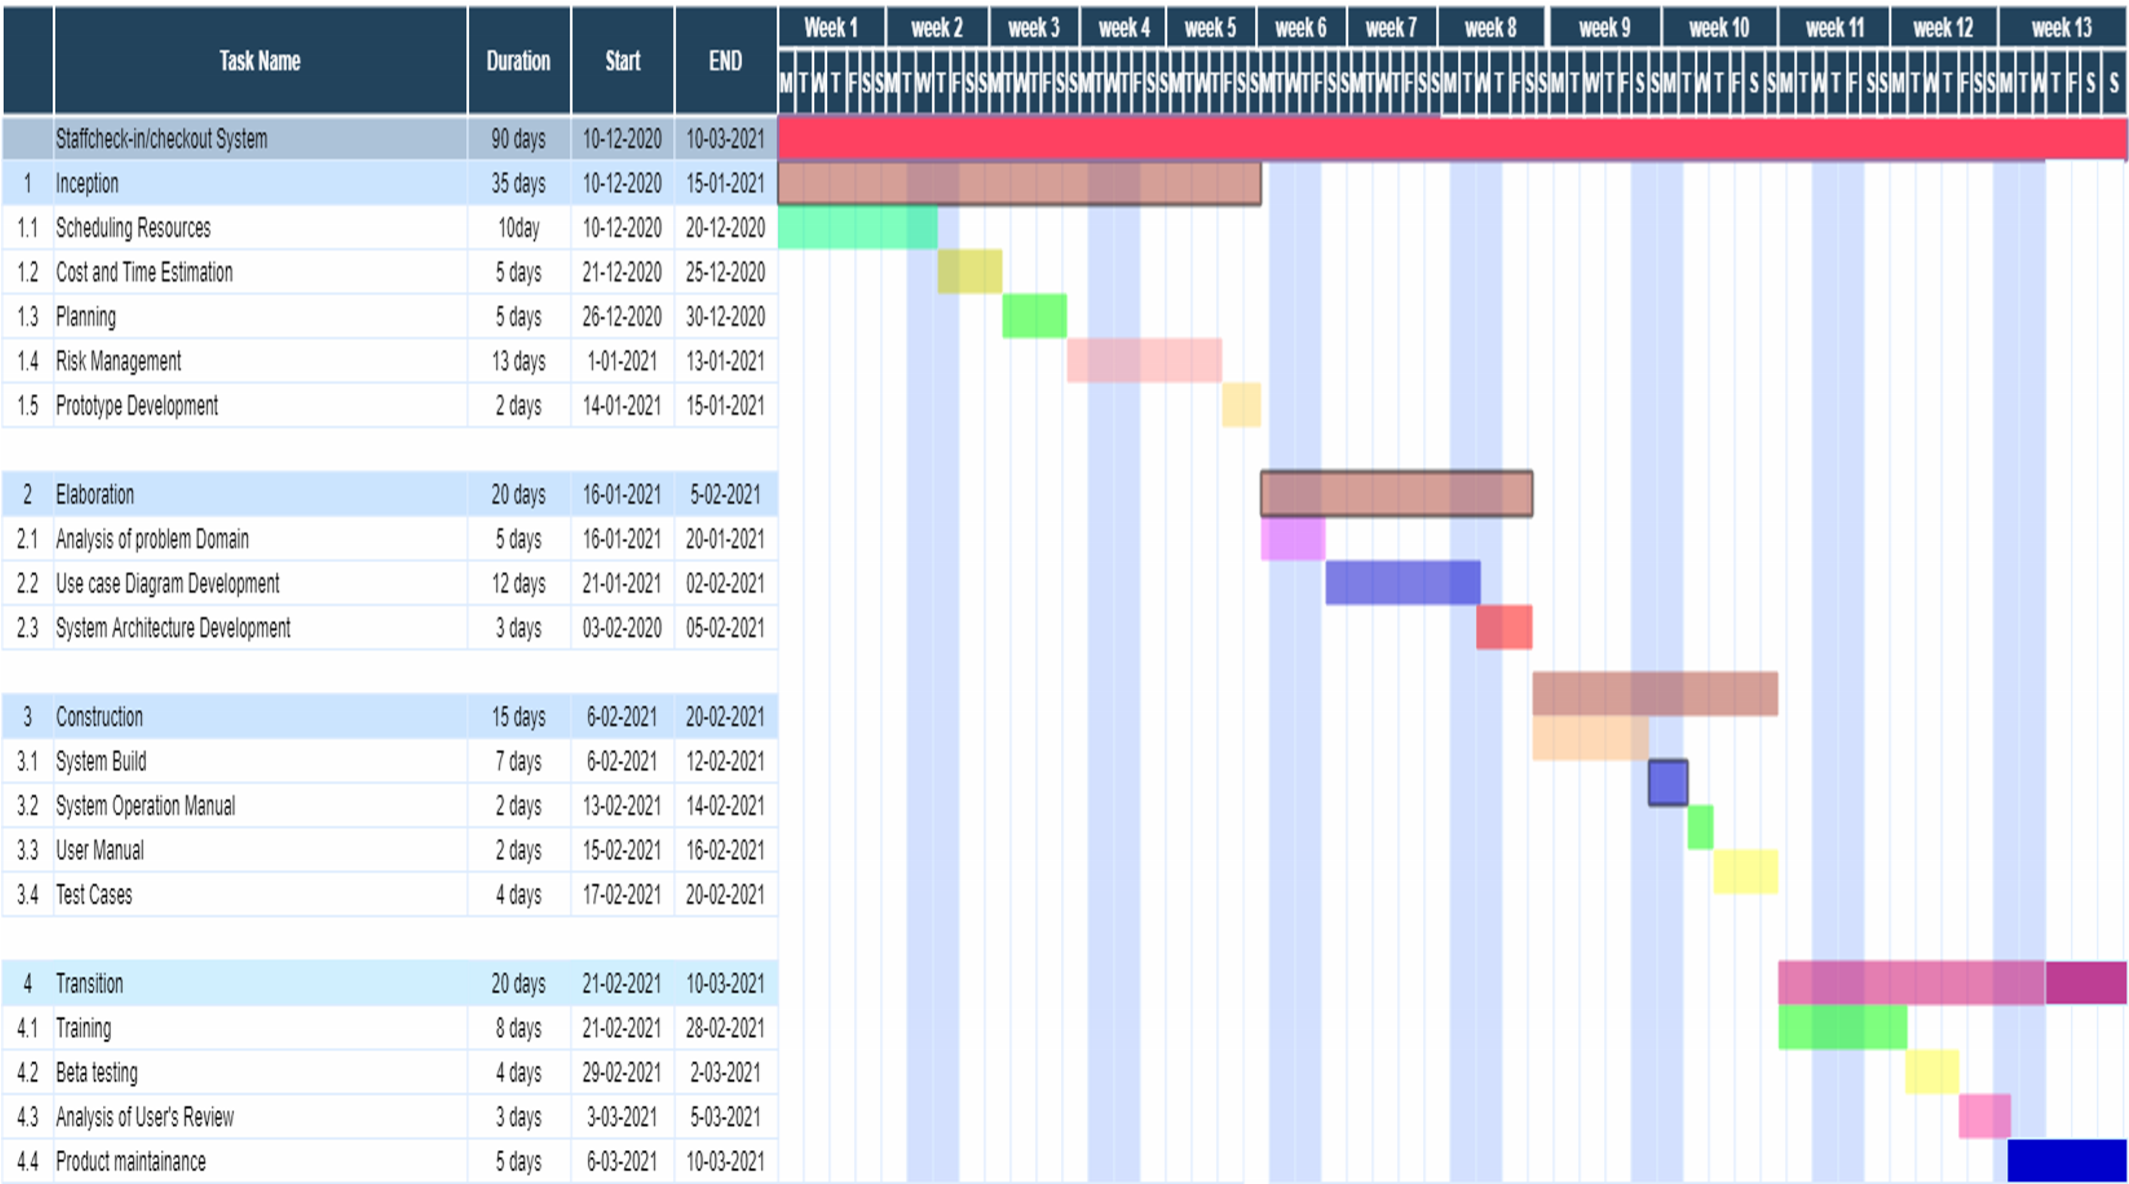 Task Name Duration Start END Week 1 week 2 week 3 week 4 week 5 week 6 week 7 week 8 week 9 week 10 week 11 week 12 week 13
M T W T F S S M T W T F S S M T W T F S S M T W T F S S M T W T F S S M T W T F S S M T W T F S S M T W T F S S M T W T F S S M T W T F S S M T W T F S S M T W T F S S M T W T F S S
Staffcheck-in/checkout System 90 days 10-12-2020 10-03-2021
1 Inception 35 days 10-12-2020 15-01-2021
1.1 Scheduling Resources 10day 10-12-2020 20-12-2020
1.2 Cost and Time Estimation 5 days 21-12-2020 25-12-2020
1.3 Planning 5 days 26-12-2020 30-12-2020
1.4 Risk Management 13 days 1-01-2021 13-01-2021
1.5 Prototype Development 2 days 14-01-2021 15-01-2021
2 Elaboration 20 days 16-01-2021 5-02-2021
2.1 Analysis of problem Domain 5 days 16-01-2021 20-01-2021
2.2 Use case Diagram Development 12 days 21-01-2021 02-02-2021
2.3 System Architecture Development 3 days 03-02-2020 05-02-2021
3 Construction 15 days 6-02-2021 20-02-2021
3.1 System Build 7 days 6-02-2021 12-02-2021
3.2 System Operation Manual 2 days 13-02-2021 14-02-2021
3.3 User Manual 2 days 15-02-2021 16-02-2021
3.4 Test Cases 4 days 17-02-2021 20-02-2021
4 Transition 20 days 21-02-2021 10-03-2021
4.1 Training 8 days 21-02-2021 28-02-2021
4.2 Beta testing 4 days 29-02-2021 2-03-2021
4.3 Analysis of User's Review 3 days 3-03-2021 5-03-2021
4.4 Product maintainance 5 days 6-03-2021 10-03-2021